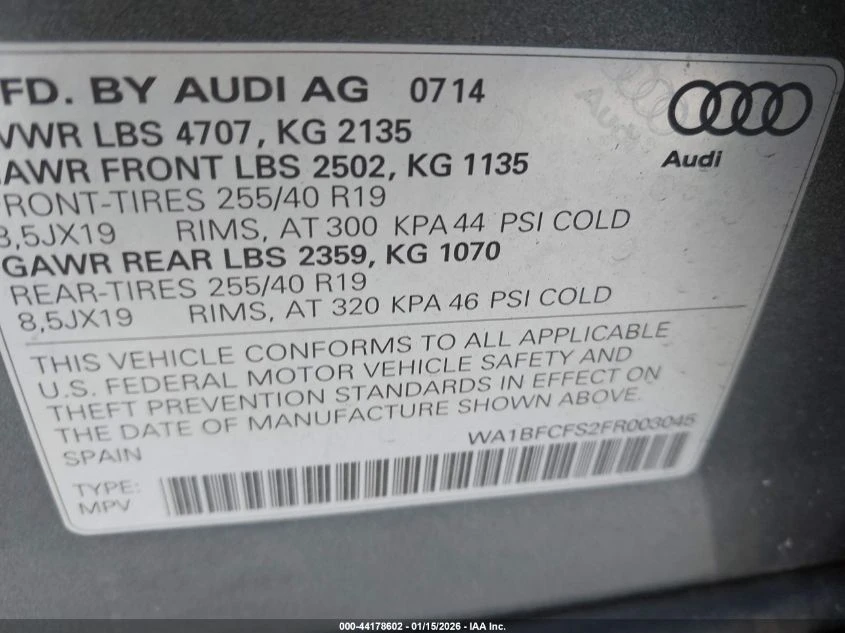 FD. BY AUDI AG 0714
VWR LBS 4707, KG 2135
AWR FRONT LBS 2502, KG 1135
RONT-TIRES 255/40 R19
8,5JX19 RIMS, AT 300 KPA 44 PSI COLD
GAWR REAR LBS 2359, KG 1070
REAR-TIRES 255/40 R19
8,5JX19 RIMS, AT 320 KPA 46 PSI COLD
Audi
Audi
THIS VEHICLE CONFORMS TO ALL APPLICABLE
U.S. FEDERAL MOTOR VEHICLE SAFETY AND
THEFT PREVENTION STANDARDS IN EFFECT ON
THE DATE OF MANUFACTURE SHOWN ABOVE.
SPAIN WA1BFCFS2FR003045
TYPE:
MPV
000-44178602 - 01/15/2026 - IAA Inc.